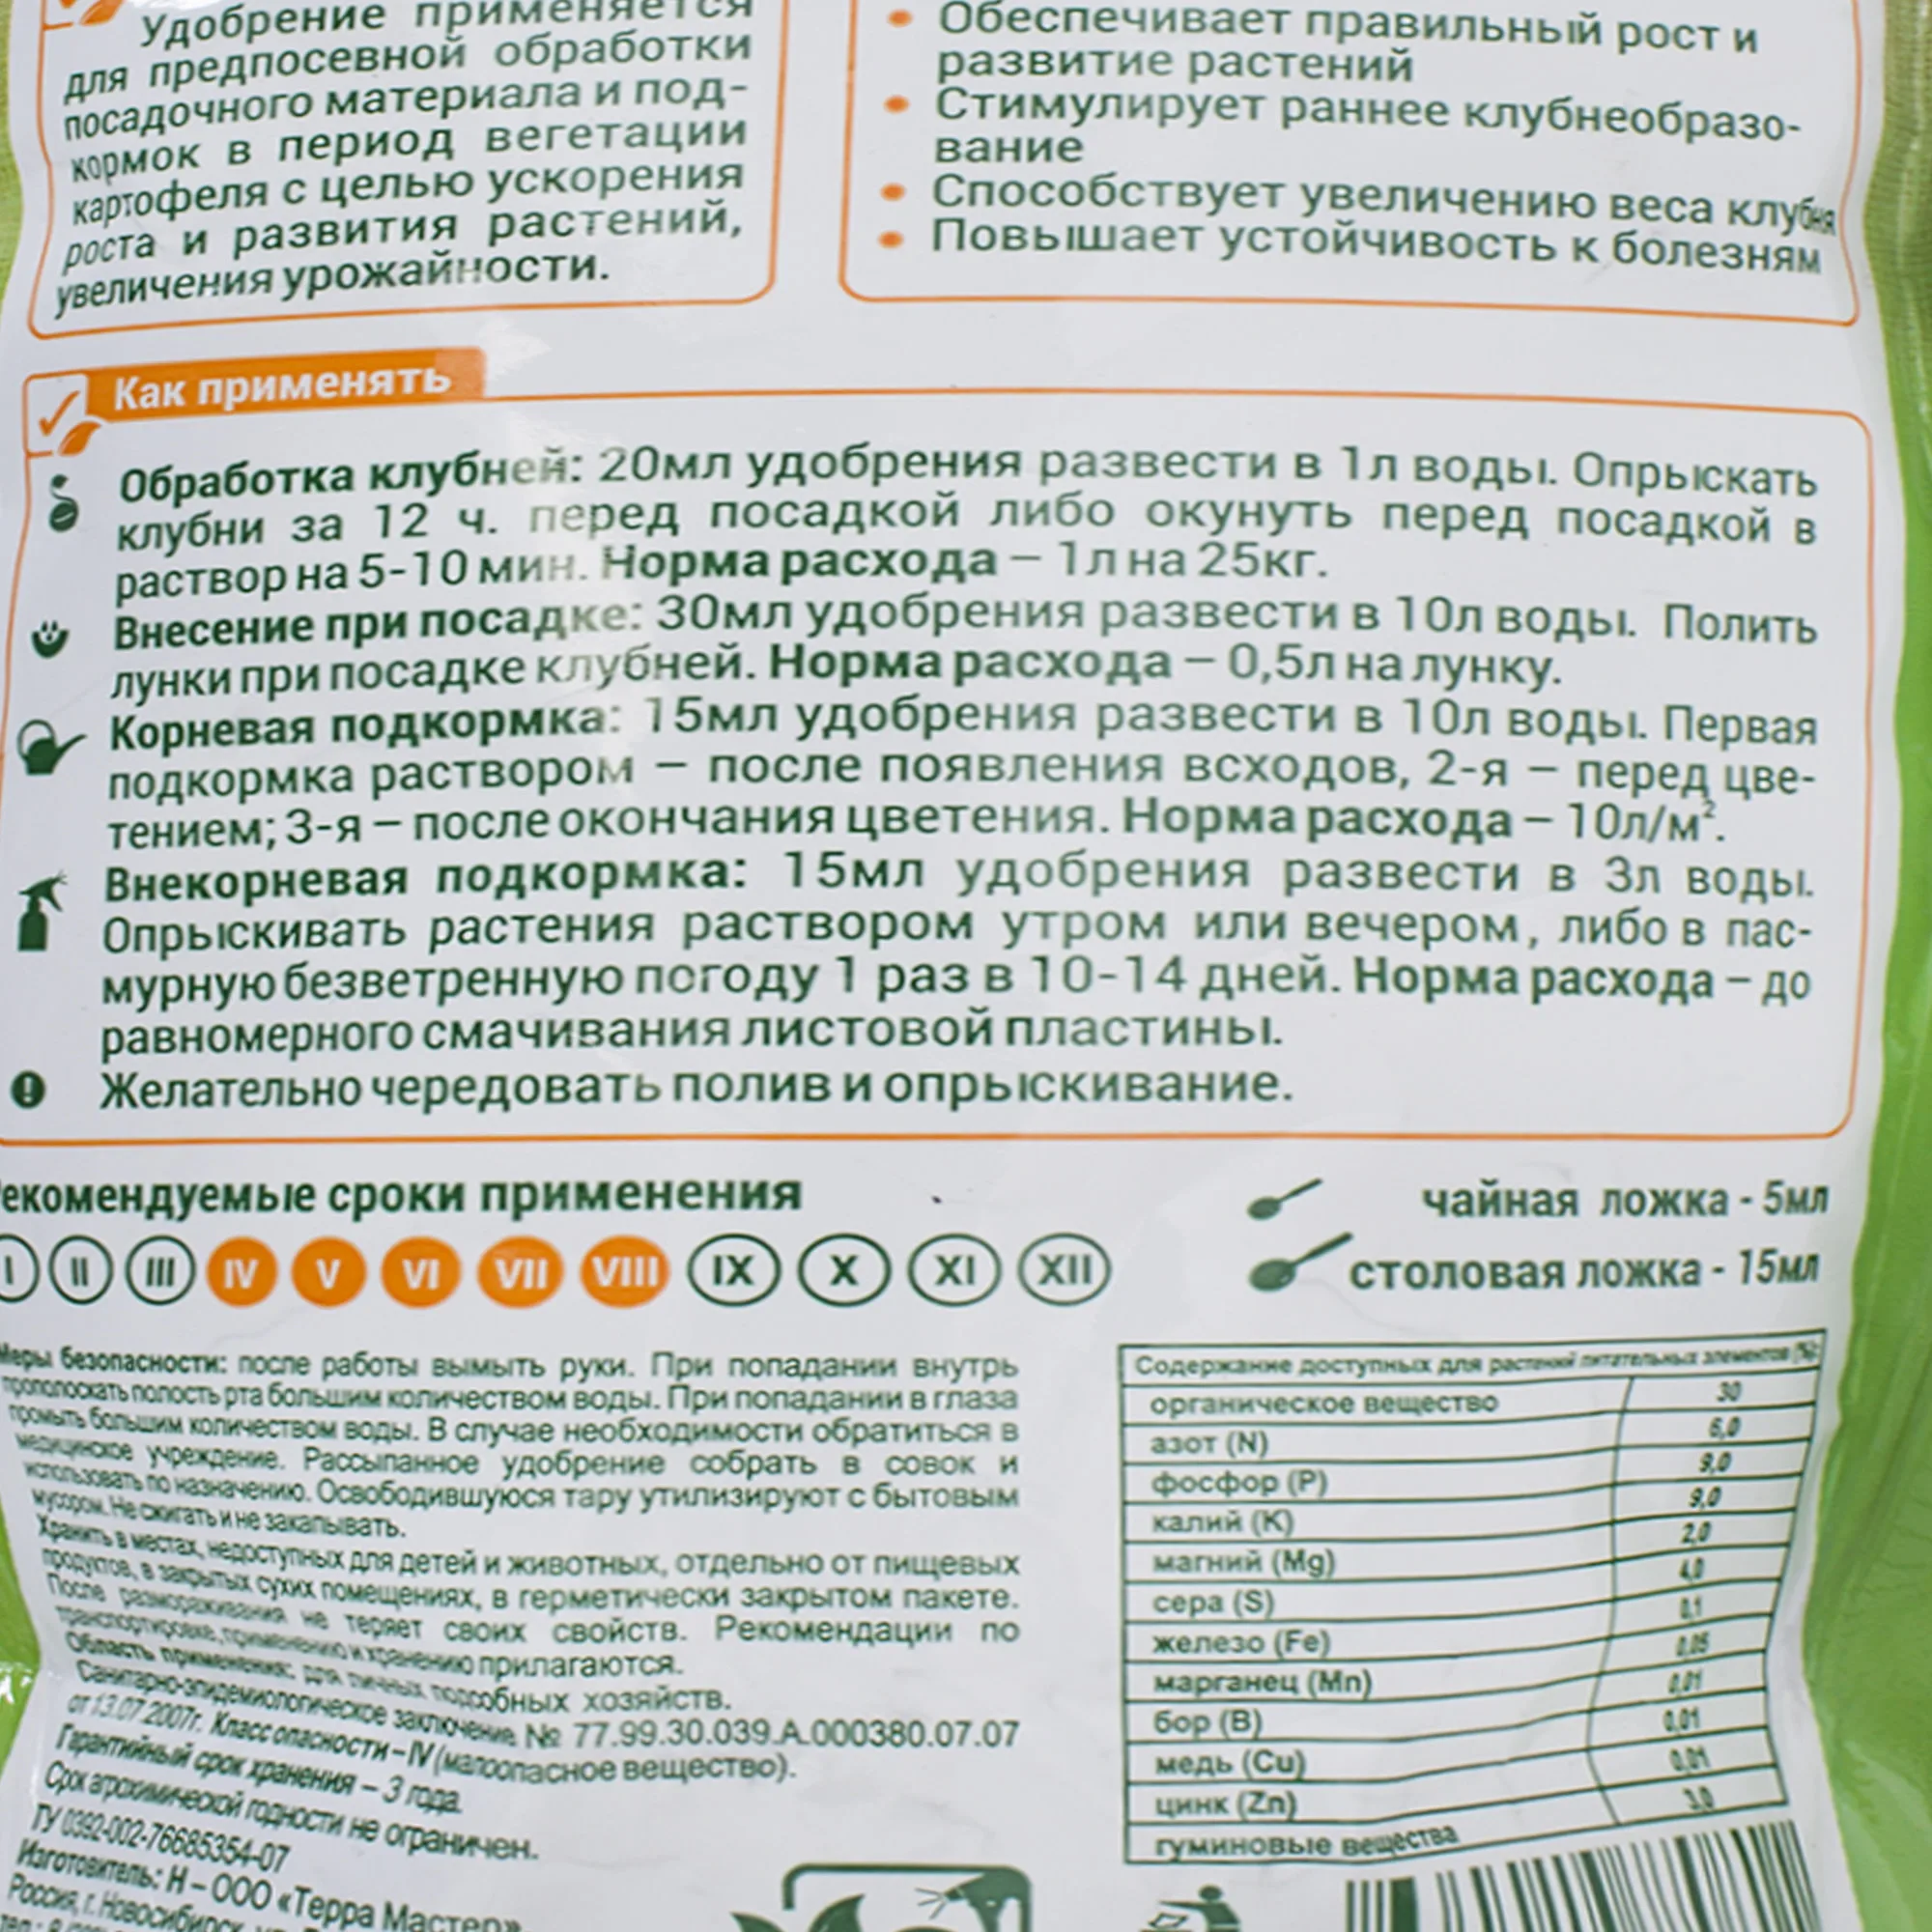 Удобрение применяется
для предпосевной обработки
посадочного материала и под-
кормок в период вегетации
картофеля с целью ускорения
роста и развития растений,
увеличения урожайности.
Обеспечивает правильный рост и
развитие растений
Стимулирует раннее клубнеобразо-
вание
Способствует увеличению веса клубня
Повышает устойчивость к болезням
Как применять
Обработка клубней: 20мл удобрения развести в 1л воды. Опрыскать
клубни за 12 ч. перед посадкой либо окунуть перед посадкой в
раствор на 5-10 мин. Норма расхода – 1л на 25кг.
Внесение при посадке: 30мл удобрения развести в 10л воды. Полить
лунки при посадке клубней. Норма расхода – 0,5л на лунку.
Корневая подкормка: 15мл удобрения развести в 10л воды. Первая
подкормка раствором – после появления всходов, 2-я – перед цве-
тением; 3-я – после окончания цветения. Норма расхода – 10л/м².
Внекорневая подкормка: 15мл удобрения развести в 3л воды.
Опрыскивать растения раствором утром или вечером, либо в пас-
мурную безветренную погоду 1 раз в 10-14 дней. Норма расхода – до
равномерного смачивания листовой пластины.
Желательно чередовать полив и опрыскивание.
екомендуемые сроки применения
I II III IV V VI VII VIII IX X XI XII
чайная ложка - 5мл
столовая ложка - 15мл
Меры безопасности: после работы вымыть руки. При попадании внутрь
прополоскать полость рта большим количеством воды. При попадании в глаза
промыть большим количеством воды. В случае необходимости обратиться в
медицинское учреждение. Рассыпанное удобрение собрать в совок и
использовать по назначению. Освободившуюся тару утилизируют с бытовым
мусором. Не сжигать и не закапывать.
Хранить в местах, недоступных для детей и животных, отдельно от пищевых
продуктов, в закрытых сухих помещениях, в герметически закрытом пакете.
После размораживания не теряет своих свойств. Рекомендации по
транспортировке, применению и хранению прилагаются.
Область применения: для личных подсобных хозяйств.
Санитарно-эпидемиологическое заключение № 77.99.30.039.А.000380.07.07
от 13.07.2007г. Класс опасности – IV (малоопасное вещество).
Гарантийный срок хранения – 3 года.
Срок агрохимической годности не ограничен.
ТУ 0392-002-76685354-07
Изготовитель: Н – ООО «Терра Мастер»
Россия, г. Новосибирск,
Содержание доступных для растений питательных элементов (%):
органическое вещество 30
азот (N) 6,0
фосфор (P) 9,0
калий (K) 9,0
магний (Mg) 2,0
сера (S) 4,0
железо (Fe) 0,1
марганец (Mn) 0,05
бор (B) 0,01
медь (Cu) 0,01
цинк (Zn) 0,01
гуминовые вещества 3,0